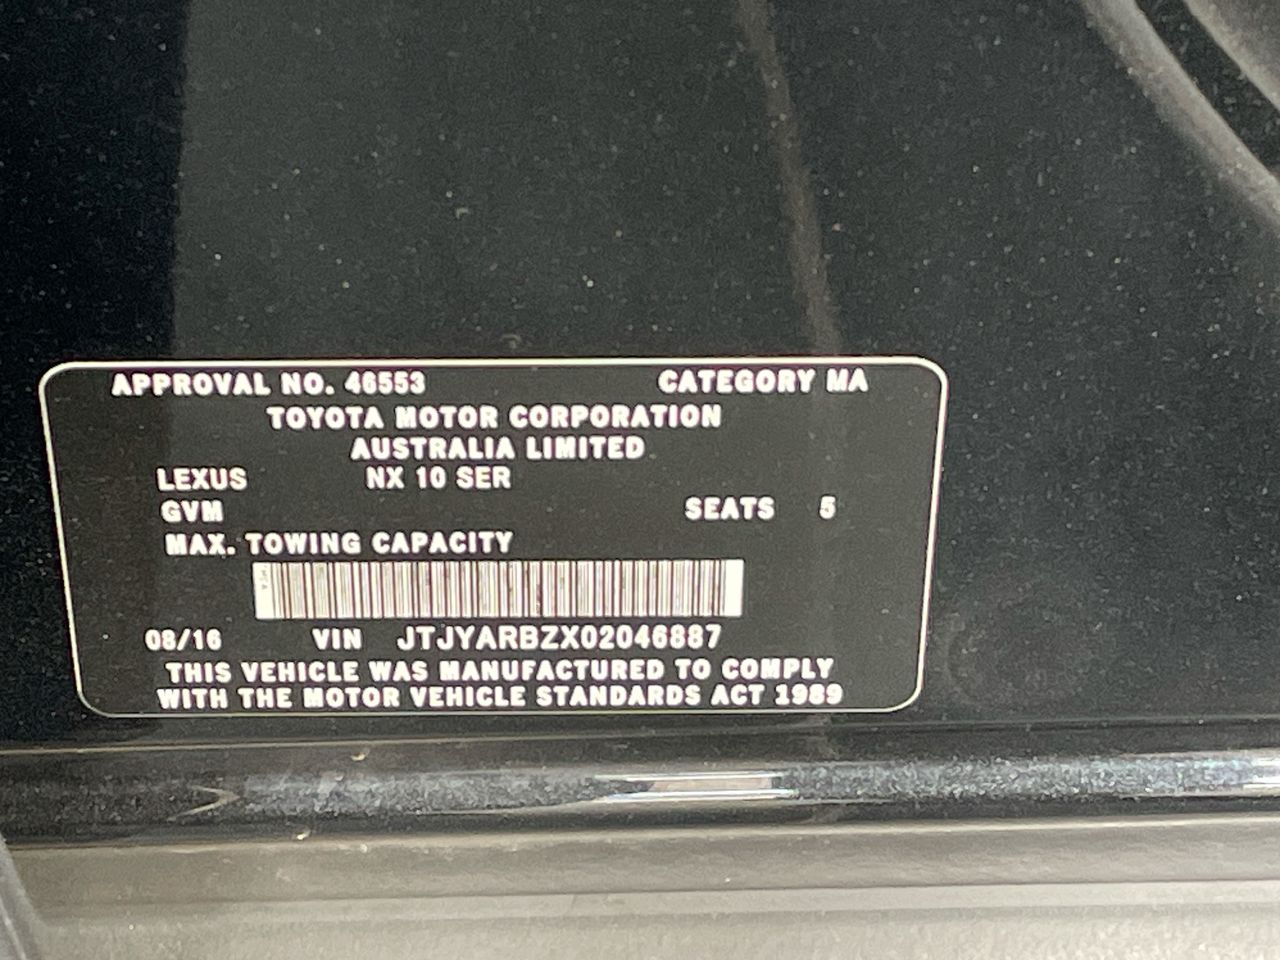 APPROVAL NO. 46553 CATEGORY MA
TOYOTA MOTOR CORPORATION
AUSTRALIA LIMITED
LEXUS NX 10 SER
GVM SEATS 5
MAX. TOWING CAPACITY
08/16 VIN JTJYARBZX02046887
THIS VEHICLE WAS MANUFACTURED TO COMPLY
WITH THE MOTOR VEHICLE STANDARDS ACT 1989